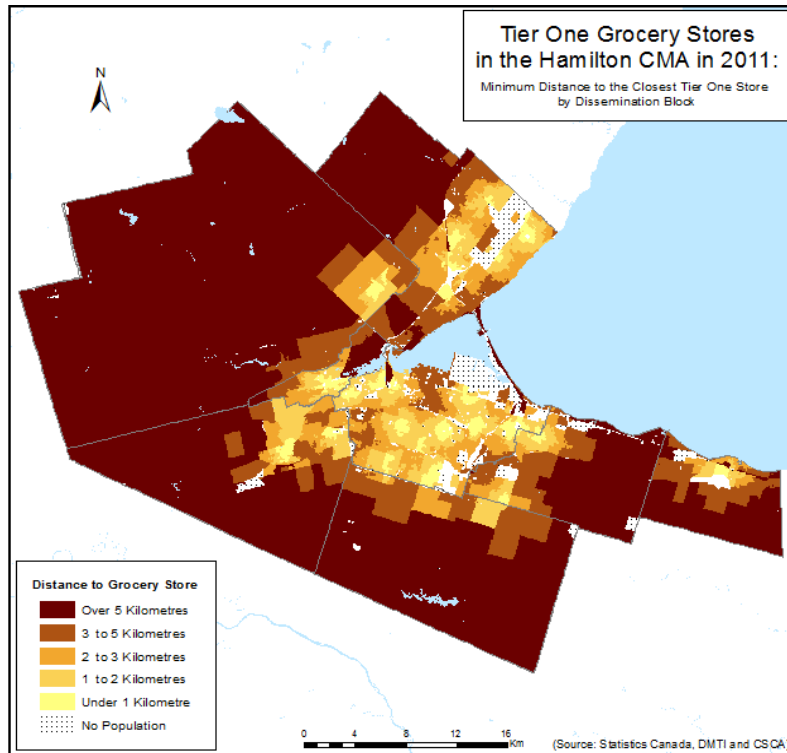 Tier One Grocery Stores
in the Hamilton CMA in 2011:
Minimum Distance to the Closest Tier One Store
by Dissemination Block
N
Distance to Grocery Store
Over 5 Kilometres
3 to 5 Kilometres
2 to 3 Kilometres
1 to 2 Kilometres
Under 1 Kilometre
No Population
0 4 8 12 16
Km
(Source: Statistics Canada, DMTI and CSCA)